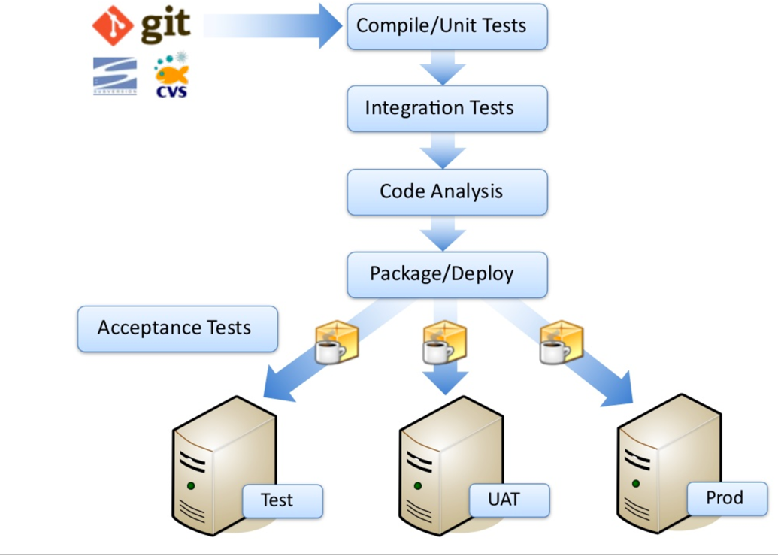 git
CVS
Compile/Unit Tests
Integration Tests
Code Analysis
Package/Deploy
Acceptance Tests
Test
UAT
Prod